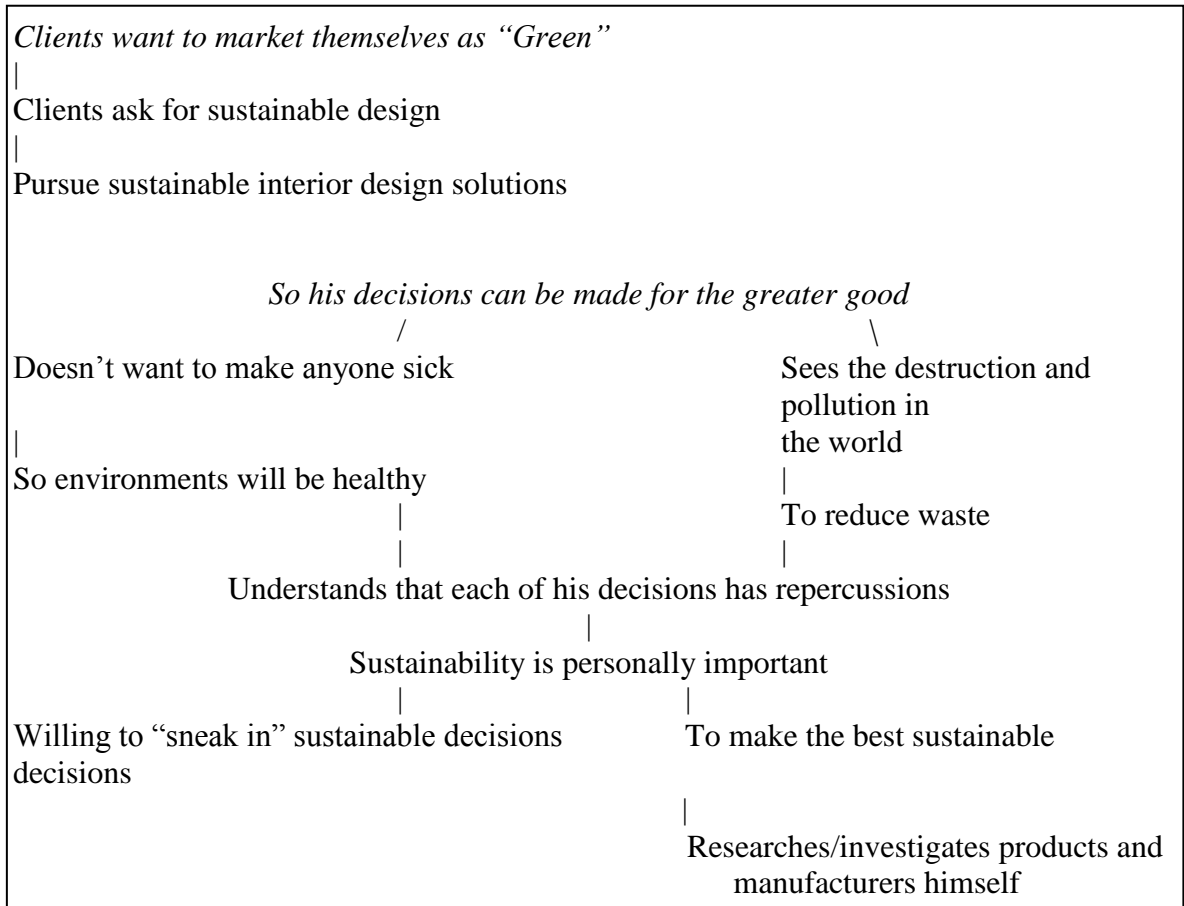 Clients want to market themselves as “Green”
|
Clients ask for sustainable design
|
Pursue sustainable interior design solutions
So his decisions can be made for the greater good
/ \
Doesn’t want to make anyone sick Sees the destruction and
pollution in
| the world
So environments will be healthy |
| To reduce waste
| |
Understands that each of his decisions has repercussions
|
Sustainability is personally important
| |
Willing to “sneak in” sustainable decisions To make the best sustainable
decisions
|
Researches/investigates products and
manufacturers himself